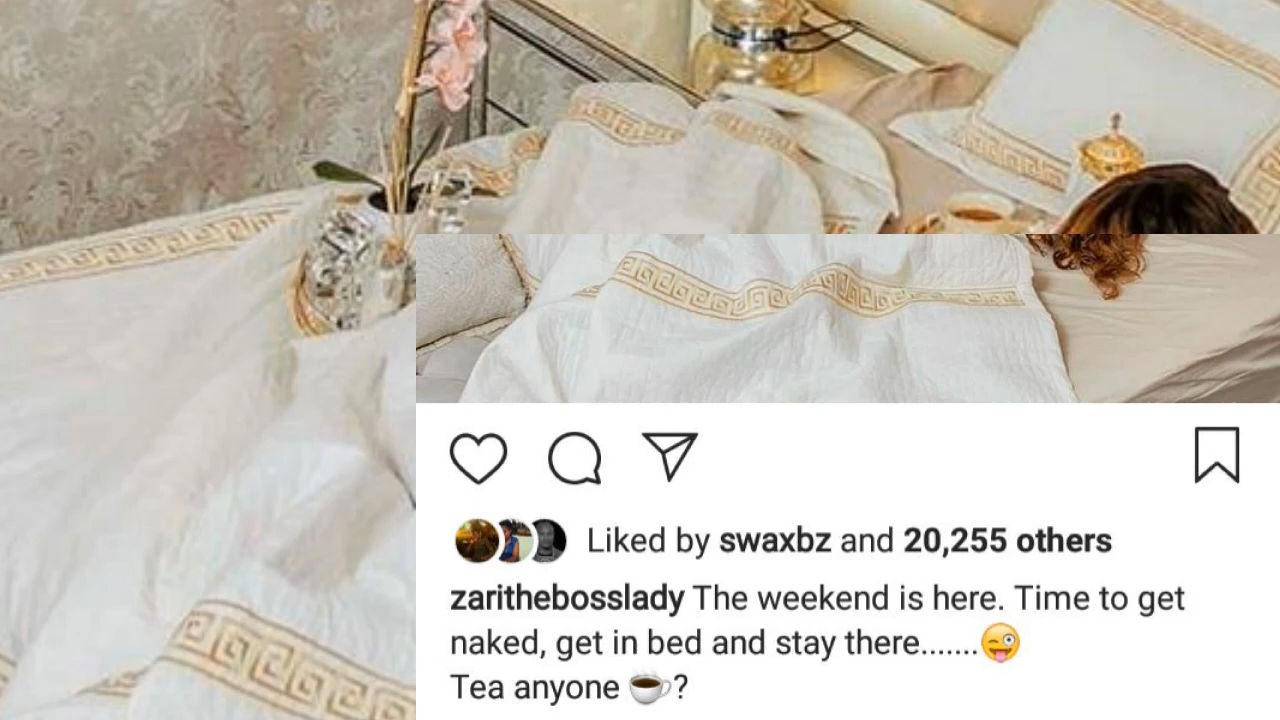 Liked by swaxbz and 20,255 others
zarithebosslady The weekend is here. Time to get
naked, get in bed and stay there.......😜
Tea anyone ☕?